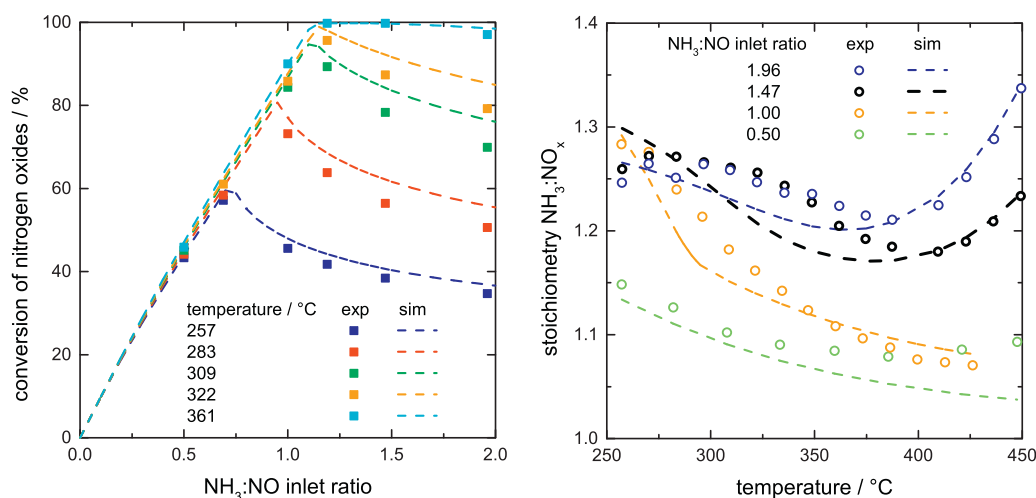 conversion of nitrogen oxides / %
100
80
60
40
20
0
temperature / °C exp sim
257
283
309
322
361
0.0 0.5 1.0 1.5 2.0
NH₃:NO inlet ratio
stoichiometry NH₃:NOₓ
1.4
1.3
1.2
1.1
1.0
NH₃:NO inlet ratio exp sim
1.96
1.47
1.00
0.50
250 300 350 400 450
temperature / °C